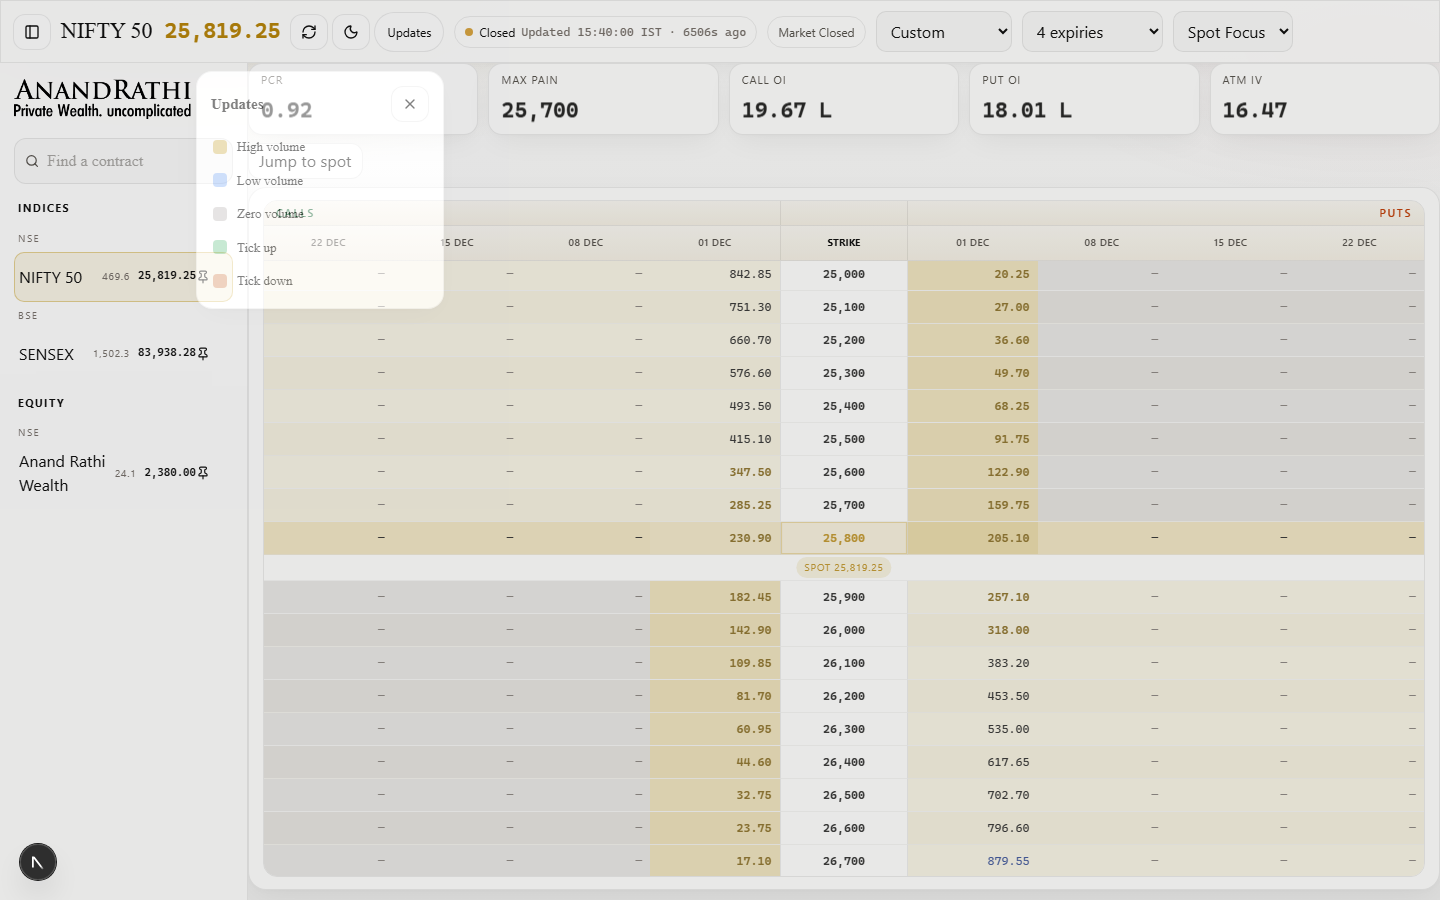 NIFTY 50 25,819.25 Updates Closed Updated 15:40:00 IST · 6506s ago Market Closed Custom 4 expiries Spot Focus
ANANDRATHI
Private Wealth. uncomplicated
Find a contract
INDICES
NSE
NIFTY 50 469.6 25,819.25
BSE
SENSEX 1,502.3 83,938.28
EQUITY
NSE
Anand Rathi
Wealth
24.1 2,380.00
Updates
High volume
Low volume
Zero volume
Tick up
Tick down
PCR
0.92
MAX PAIN
25,700
CALL OI
19.67 L
PUT OI
18.01 L
ATM IV
16.47
Jump to spot
CALLS PUTS
22 DEC 15 DEC 08 DEC 01 DEC STRIKE 01 DEC 08 DEC 15 DEC 22 DEC
— — — 842.85 25,000 20.25 — — —
— — — 751.30 25,100 27.00 — — —
— — — 660.70 25,200 36.60 — — —
— — — 576.60 25,300 49.70 — — —
— — — 493.50 25,400 68.25 — — —
— — — 415.10 25,500 91.75 — — —
— — — 347.50 25,600 122.90 — — —
— — — 285.25 25,700 159.75 — — —
— — — 230.90 25,800 205.10 — — —
SPOT 25,819.25
— — — 182.45 25,900 257.10 — — —
— — — 142.90 26,000 318.00 — — —
— — — 109.85 26,100 383.20 — — —
— — — 81.70 26,200 453.50 — — —
— — — 60.95 26,300 535.00 — — —
— — — 44.60 26,400 617.65 — — —
— — — 32.75 26,500 702.70 — — —
— — — 23.75 26,600 796.60 — — —
— — — 17.10 26,700 879.55 — — —